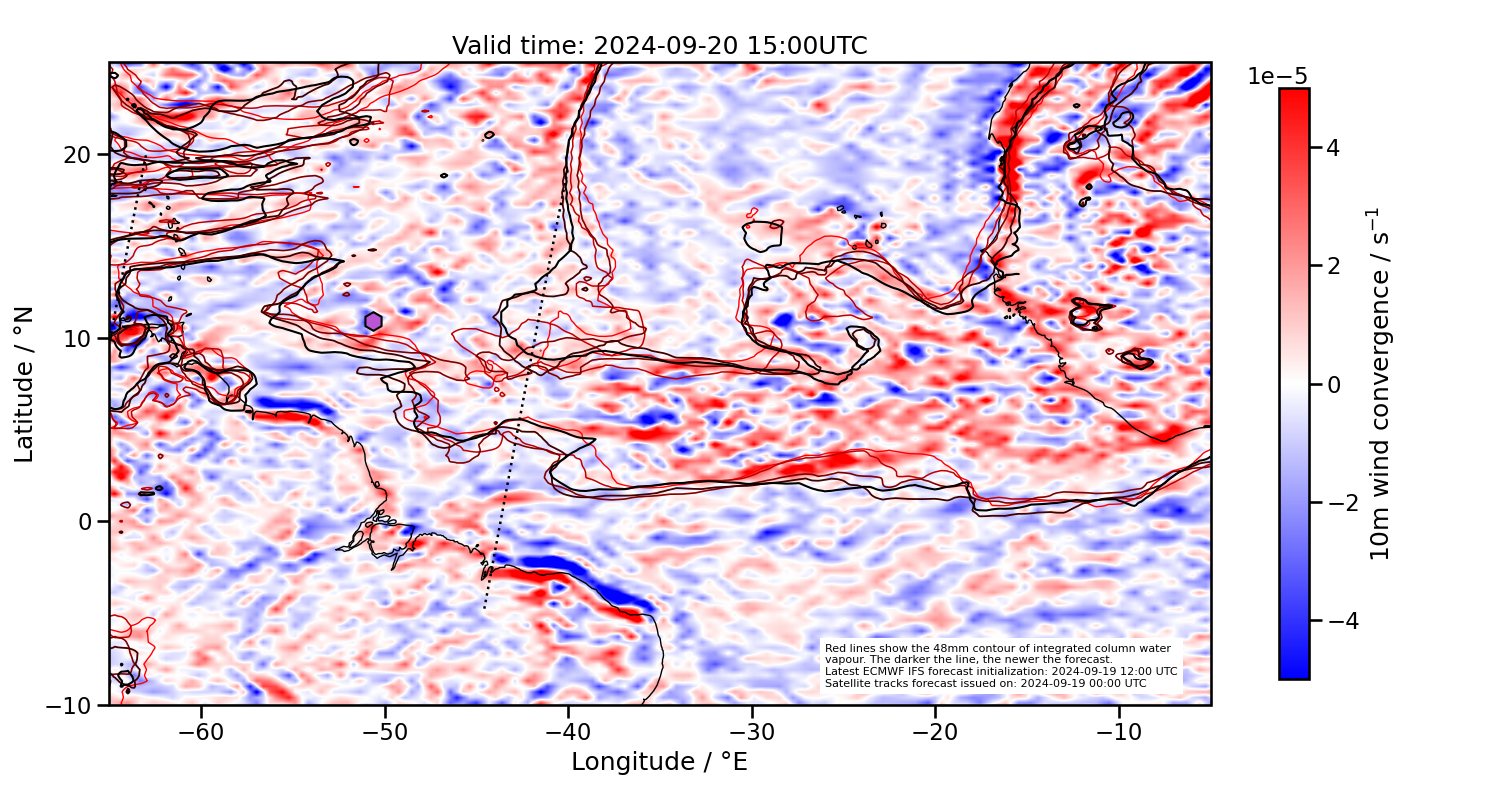 Valid time: 2024-09-20 15:00UTC
1e−5
20
10
0
−10
Latitude / °N
−60
−50
−40
−30
−20
−10
Longitude / °E
4
2
0
−2
−4
10m wind convergence / s⁻¹
Red lines show the 48mm contour of integrated column water
vapour. The darker the line, the newer the forecast.
Latest ECMWF IFS forecast initialization: 2024-09-19 12:00 UTC
Satellite tracks forecast issued on: 2024-09-19 00:00 UTC